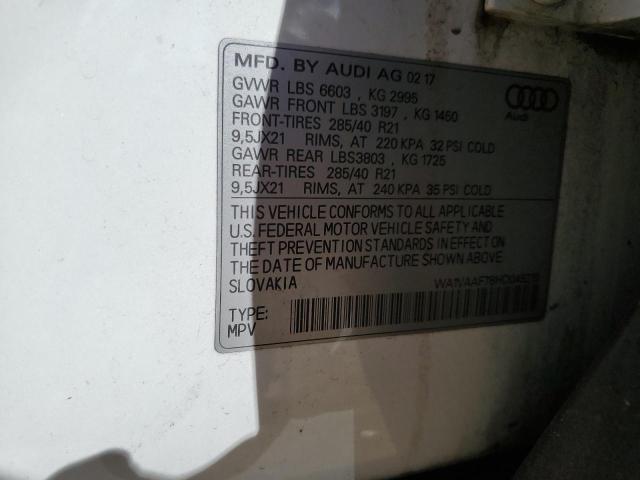 MFD. BY AUDI AG 02 17
GVWR LBS 6603 , KG 2995
GAWR FRONT LBS 3197 , KG 1450
FRONT-TIRES 285/40 R21
9,5JX21 RIMS, AT 220 KPA 32 PSI COLD
GAWR REAR LBS3803 , KG 1725
REAR-TIRES 285/40 R21
9,5JX21 RIMS, AT 240 KPA 35 PSI COLD
THIS VEHICLE CONFORMS TO ALL APPLICABLE
U.S. FEDERAL MOTOR VEHICLE SAFETY AND
THEFT PREVENTION STANDARDS IN EFFECT ON
THE DATE OF MANUFACTURE SHOWN ABOVE
SLOVAKIA
TYPE:
MPV
Audi